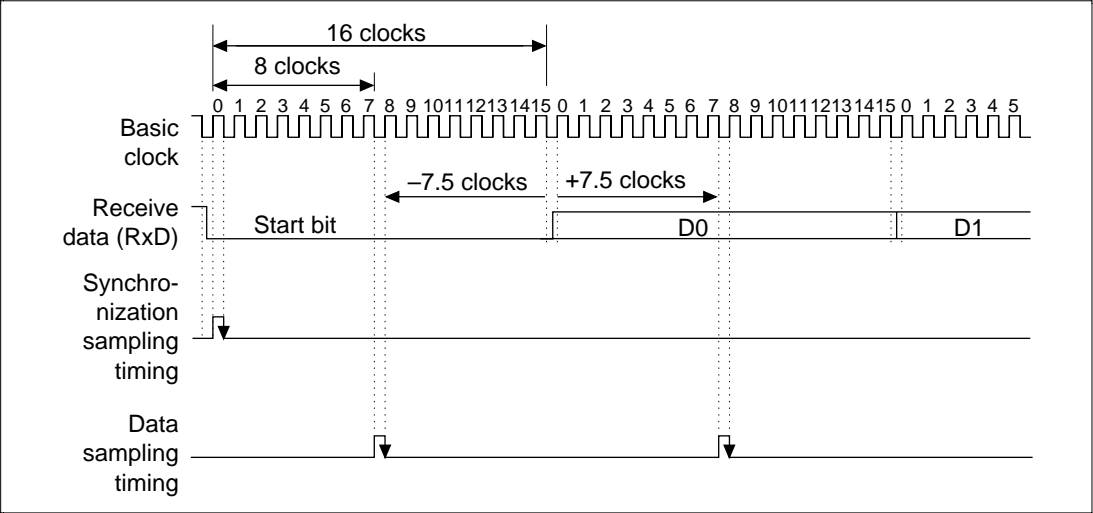 16 clocks
8 clocks
0 1 2 3 4 5 6 7 8 9 10 11 12 13 14 15 0 1 2 3 4 5 6 7 8 9 10 11 12 13 14 15 0 1 2 3 4 5
Basic
clock
–7.5 clocks +7.5 clocks
Receive
data (RxD)
Start bit D0 D1
Synchro-
nization
sampling
timing
Data
sampling
timing